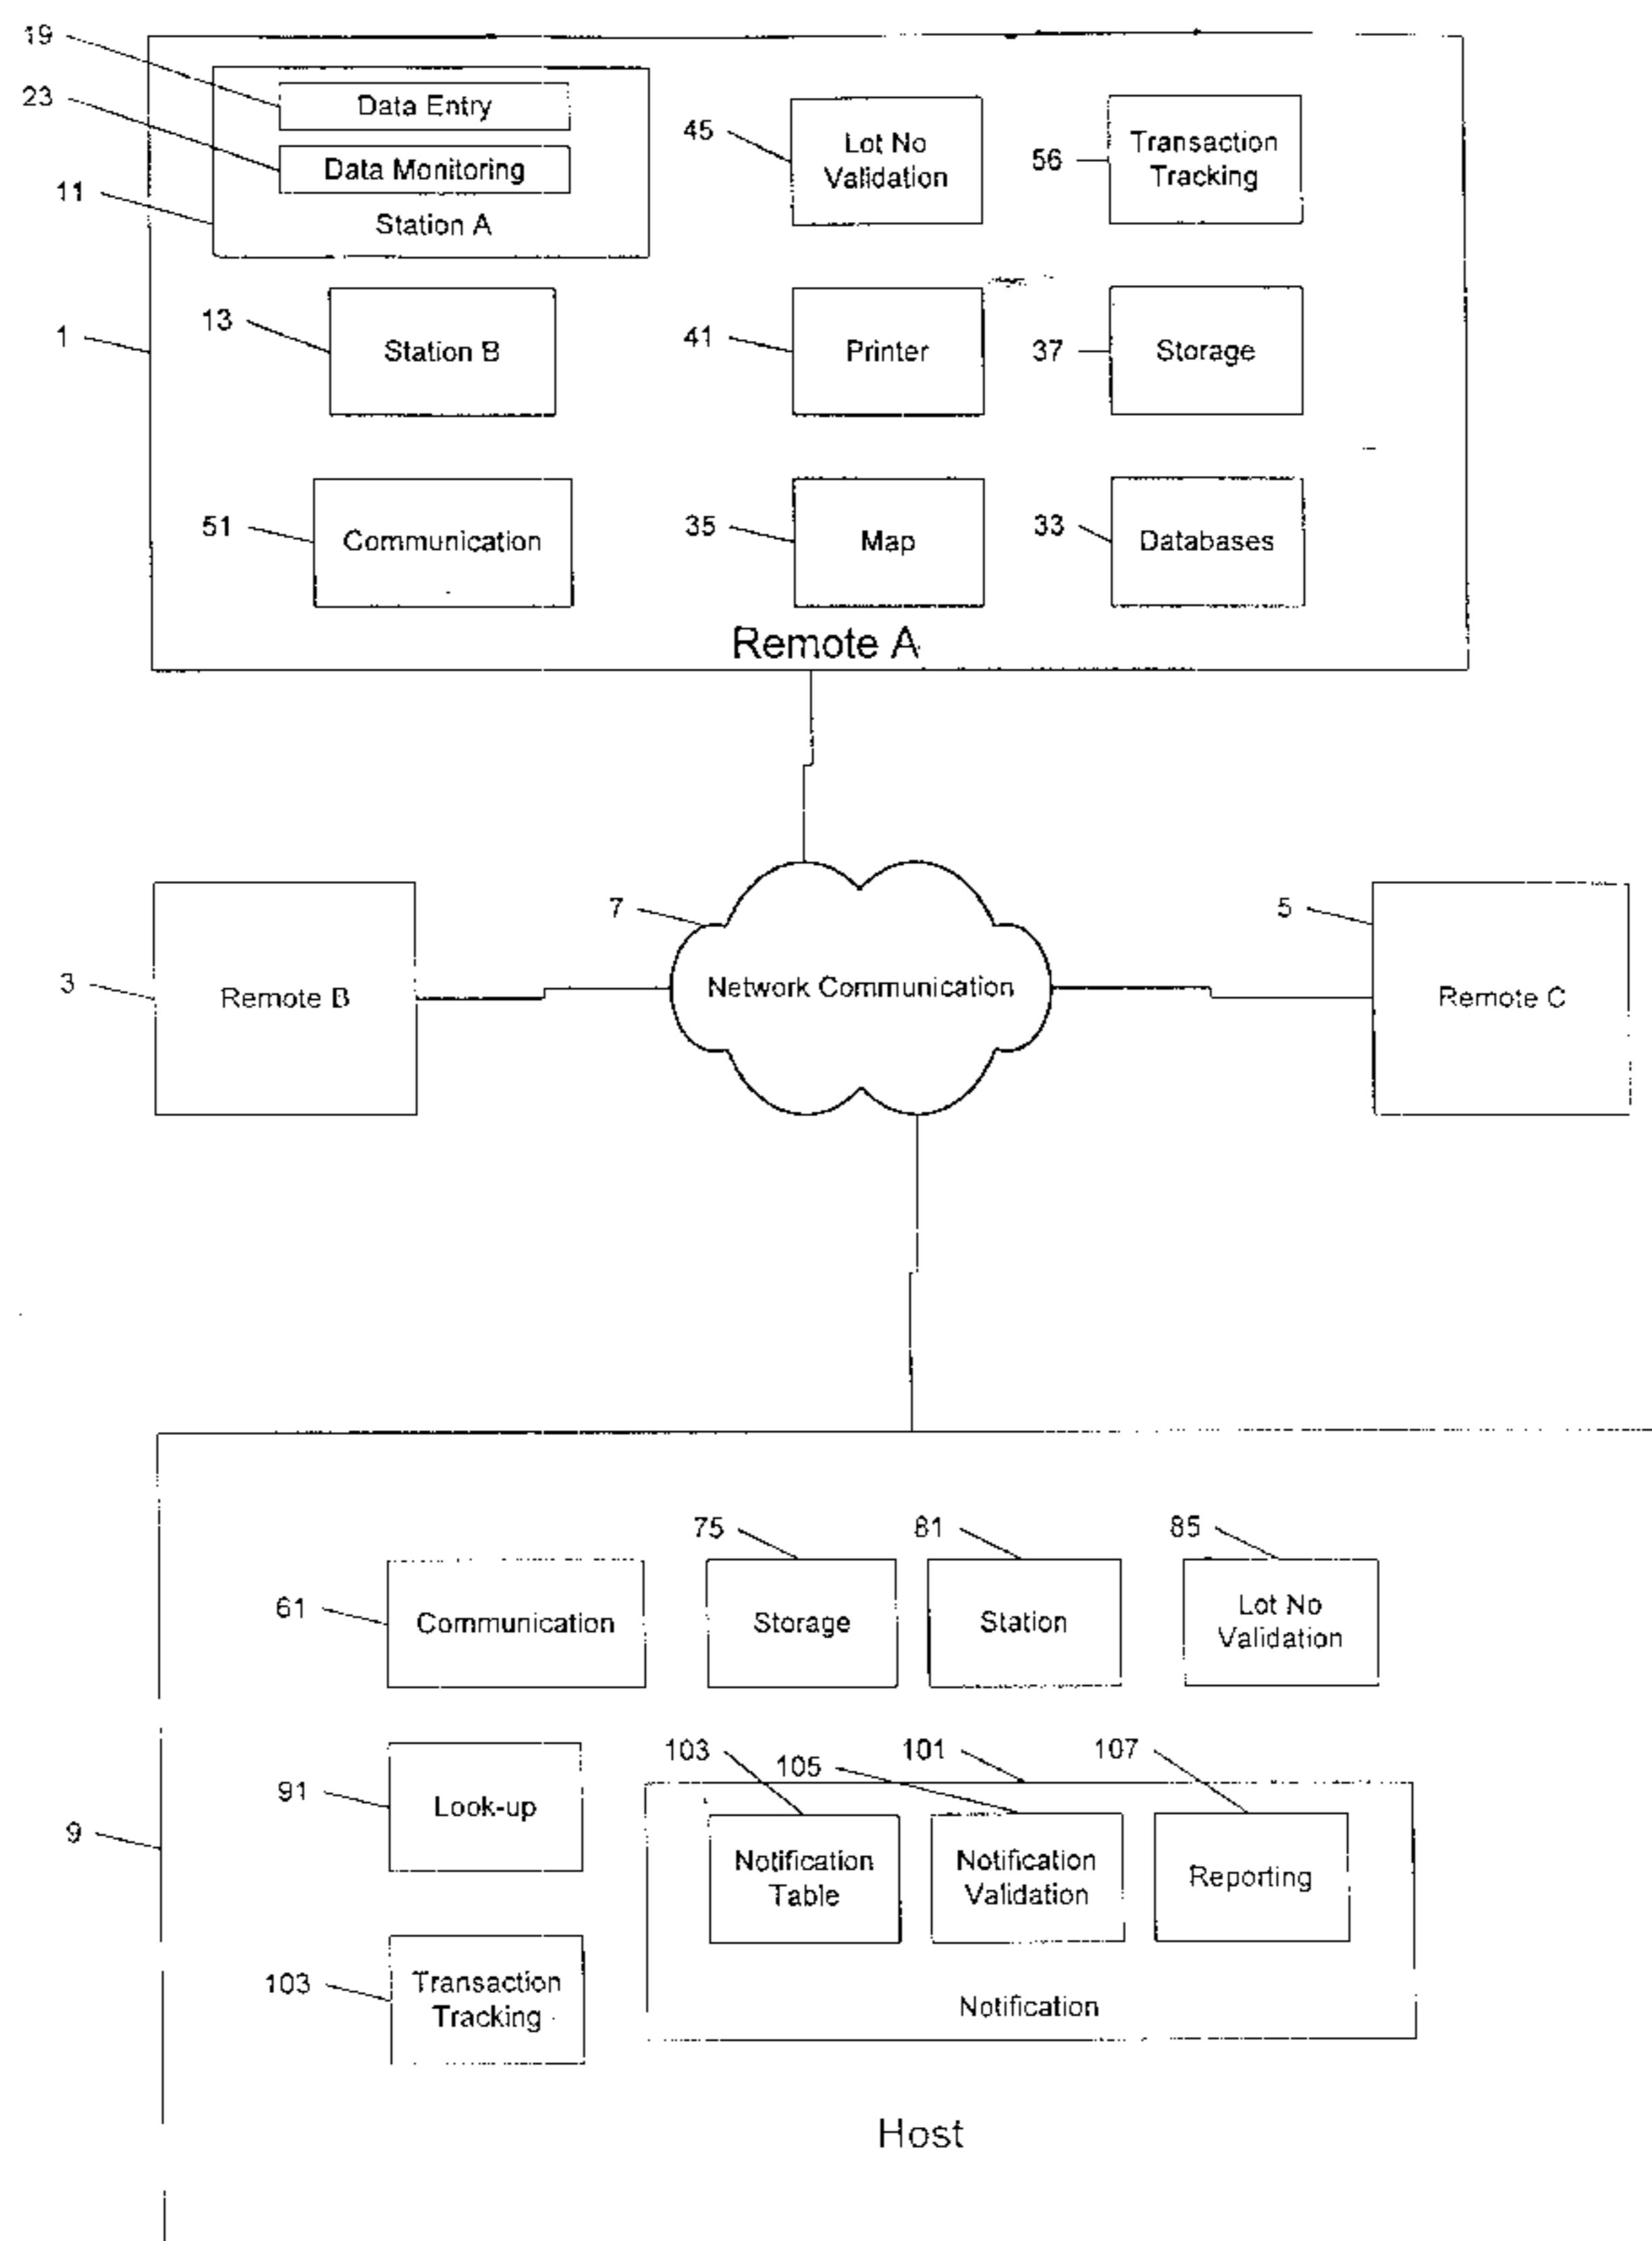 19
Data Entry
23
Data Monitoring
11
Station A
45
Lot No
Validation
56
Transaction
Tracking
1
13
Station B
41
Printer
37
Storage
51
Communication
35
Map
33
Databases
Remote A
7
Network Communication
3
Remote B
5
Remote C
75
81
85
61
Communication
Storage
Station
Lot No
Validation
103
105
101
107
91
Look-up
9
Notification
Table
Notification
Validation
Reporting
103
Transaction
Tracking
Notification
Host